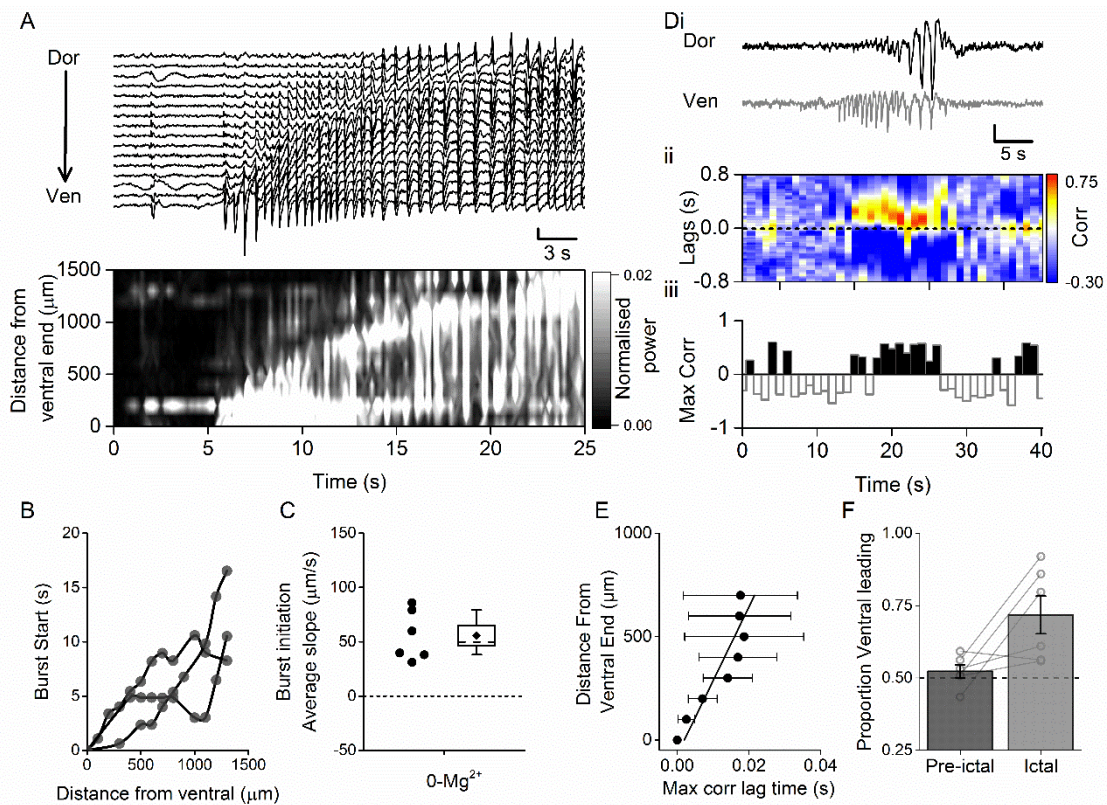 A
Dor
Ven
3 s
1500
1000
500
0
Distance from
ventral end (μm)
0 5 10 15 20 25
Time (s)
0.02
0.00
Normalised
power
Di
Dor
Ven
5 s
ii
0.8
0.0
-0.8
Lags (s)
0.75
-0.30
Corr
iii
1
0
-1
Max Corr
0 10 20 30 40
Time (s)
B
20
15
10
5
0
Burst Start (s)
0 500 1000 1500
Distance from ventral (μm)
C
150
100
50
0
-50
Burst initiation
Average slope (μm/s)
0-Mg²⁺
E
1000
500
0
Distance From
Ventral End (μm)
0.00 0.02 0.04
Max corr lag time (s)
F
1.00
0.75
0.50
0.25
Proportion Ventral leading
Pre-ictal Ictal